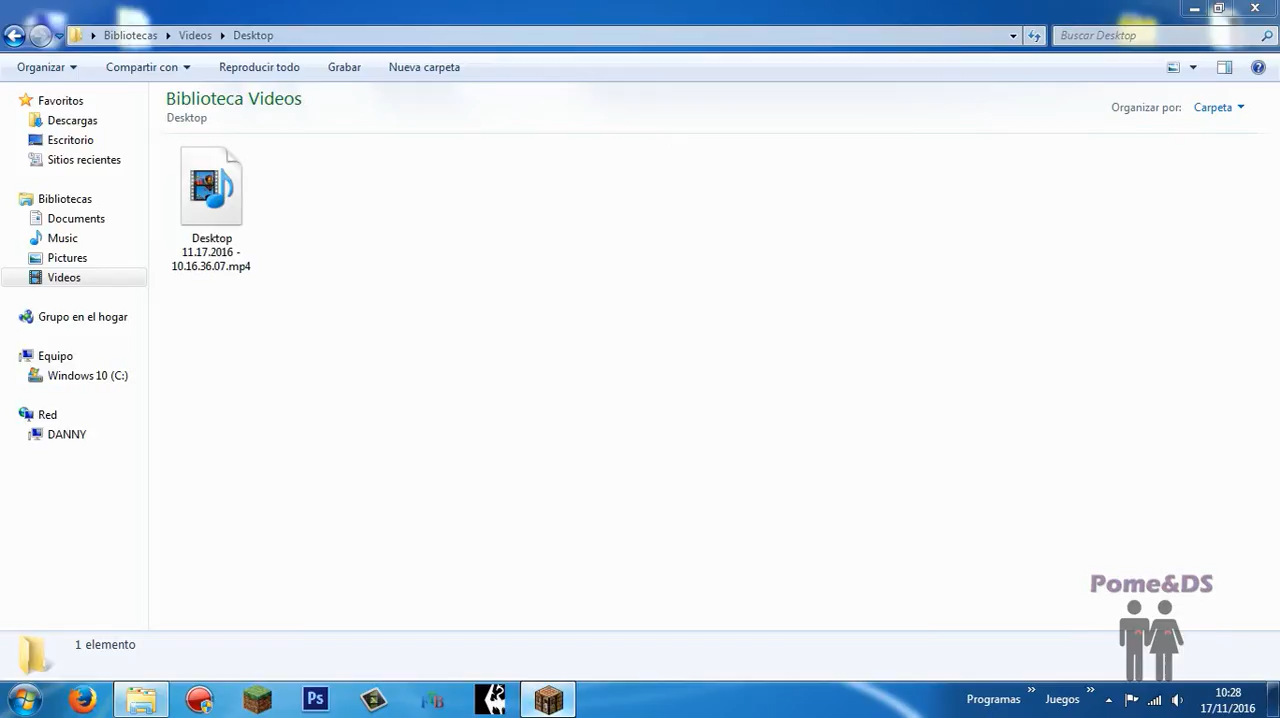 Bibliotecas Videos Desktop
Buscar Desktop
Organizar Compartir con Reproducir todo Grabar Nueva carpeta
Biblioteca Videos
Desktop
Organizar por: Carpeta
Favoritos
Descargas
Escritorio
Sitios recientes
Bibliotecas
Documents
Music
Pictures
Videos
Grupo en el hogar
Equipo
Windows 10 (C:)
Red
DANNY
Desktop
11.17.2016 -
10.16.36.07.mp4
Pome&DS
1 elemento
Ps
Programas » Juegos »
10:28
17/11/2016